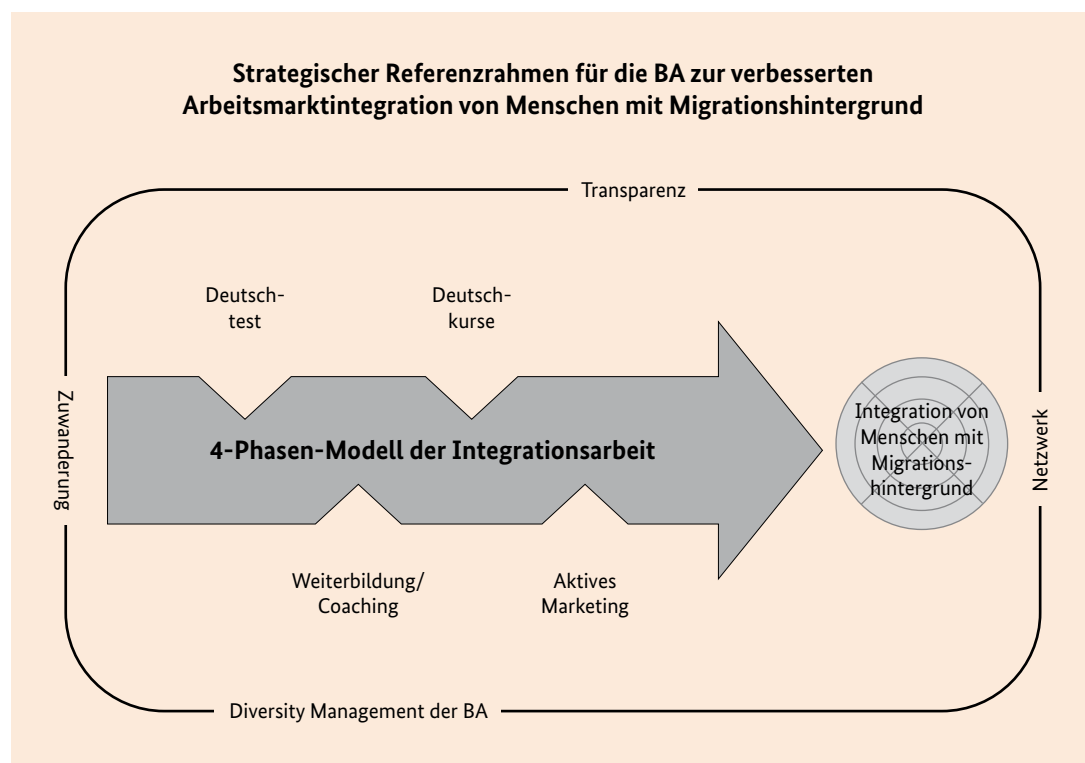 Strategischer Referenzrahmen für die BA zur verbesserten
Arbeitsmarktintegration von Menschen mit Migrationshintergrund
Transparenz
Deutsch-
test
Deutsch-
kurse
Zuwanderung
4-Phasen-Modell der Integrationsarbeit
Integration von
Menschen mit
Migrations-
hintergrund
Netzwerk
Weiterbildung/
Coaching
Aktives
Marketing
Diversity Management der BA